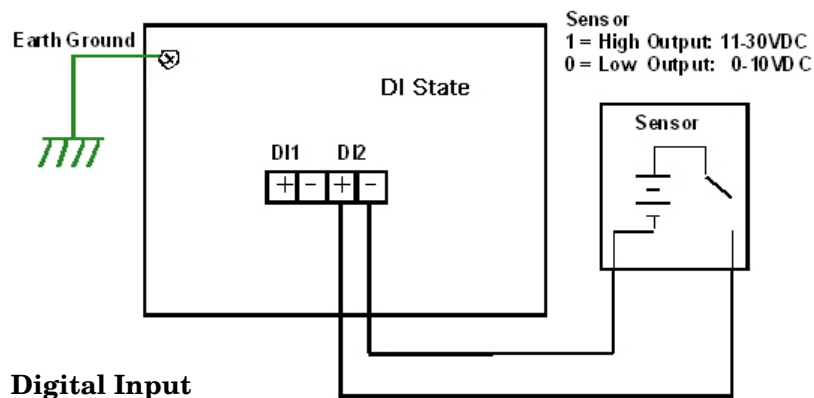 Earth Ground
Sensor
1 = High Output: 11-30VDC
0 = Low Output: 0-10VDC
DI State
Sensor
DI1 DI2
+ - + -
Digital Input